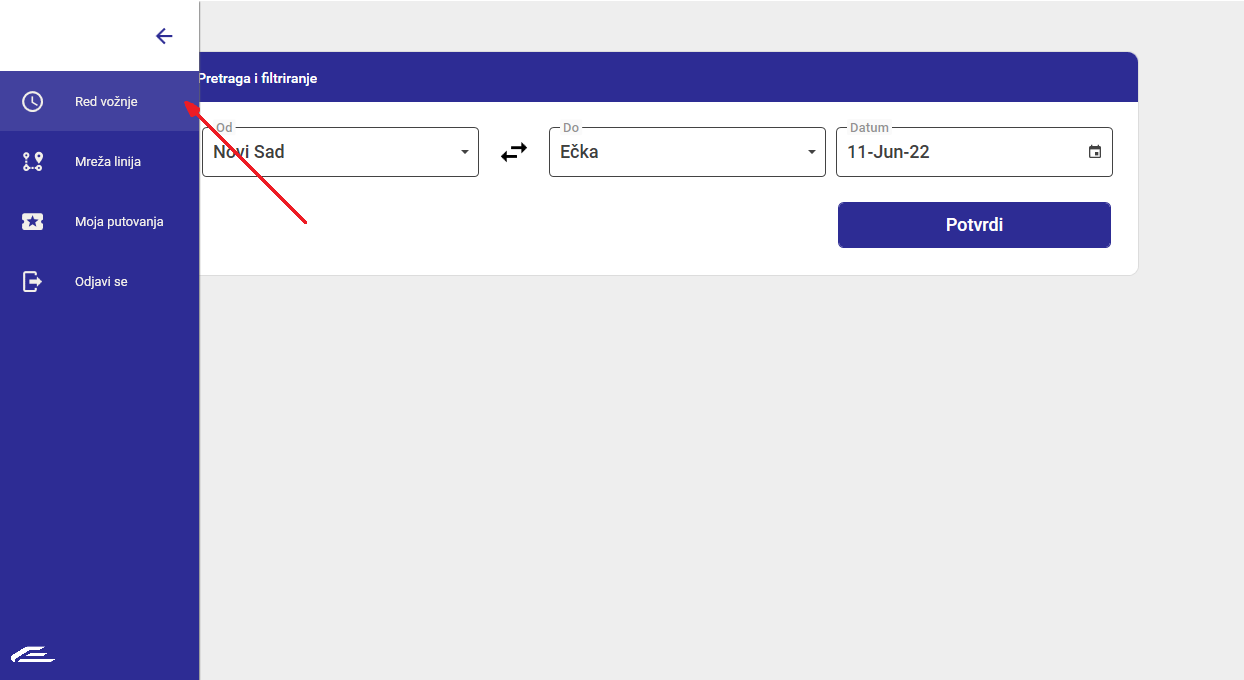 Red vožnje
Mreža linija
Moja putovanja
Odjavi se
Pretraga i filtriranje
Od
Novi Sad
Do
Ečka
Datum
11-Jun-22
Potvrdi